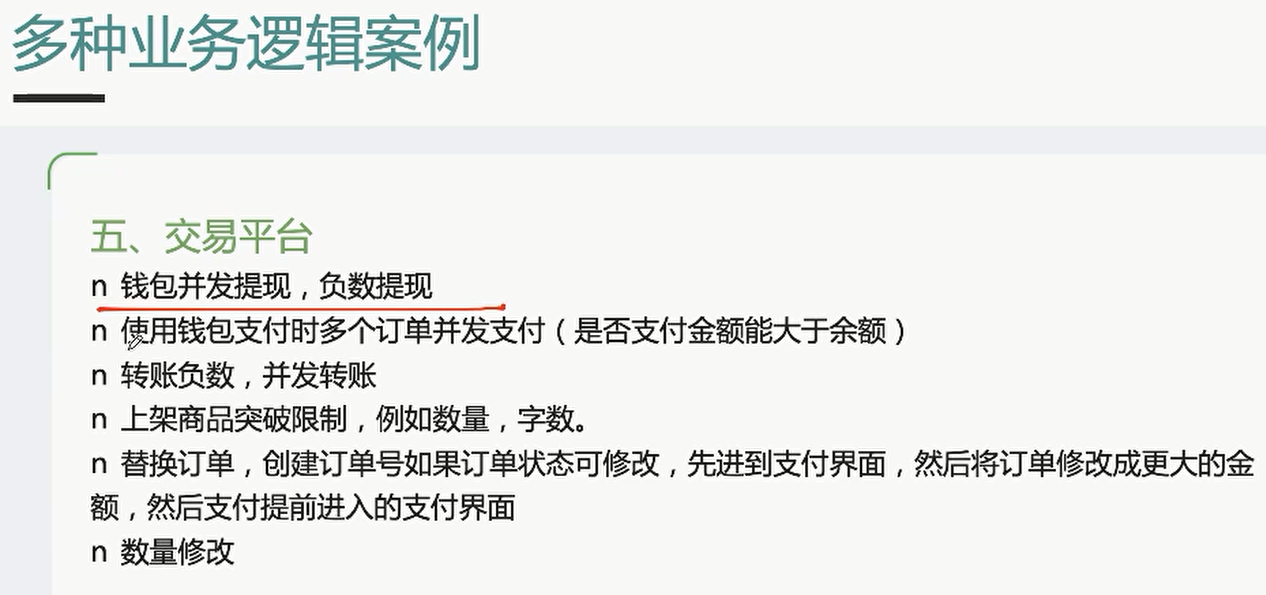 多种业务逻辑案例
五、交易平台
n 钱包并发提现，负数提现
n 使用钱包支付时多个订单并发支付（是否支付金额能大于余额）
n 转账负数，并发转账
n 上架商品突破限制，例如数量，字数。
n 替换订单，创建订单号如果订单状态可修改，先进到支付界面，然后将订单修改成更大的金
额，然后支付提前进入的支付界面
n 数量修改